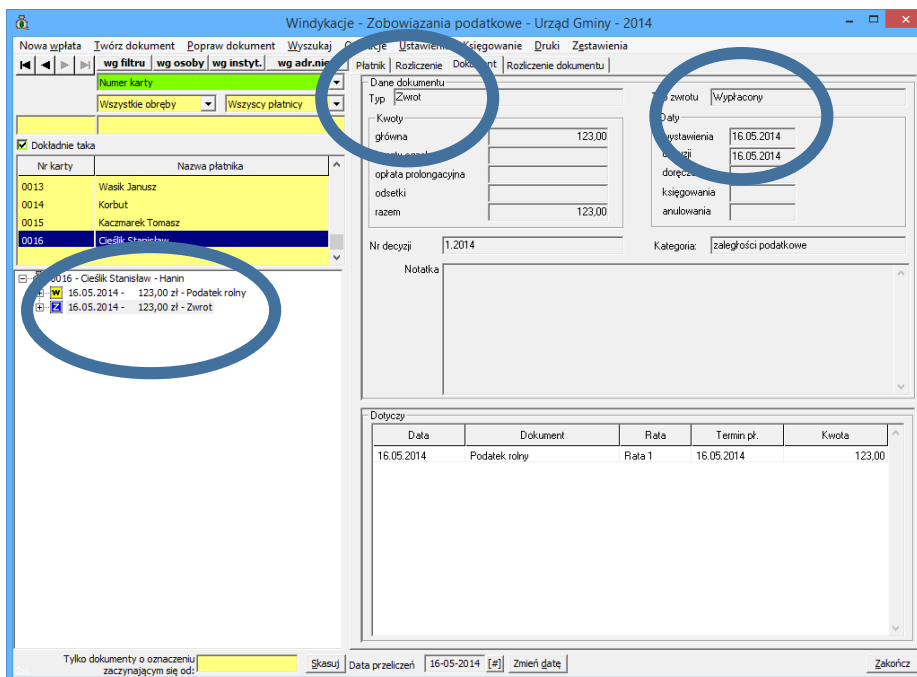 Windykacje - Zobowiązania podatkowe - Urząd Gminy - 2014
Nowa wpłata Twórz dokument Popraw dokument Wyszukaj Ustawienia Księgowanie Druki Zestawienia
wg filtru wg osoby wg instyt. wg adr.nie
Numer karty
Wszystkie obręby Wszyscy płatnicy
Dokładnie taka
Nr karty Nazwa płatnika
0013 Wasik Janusz
0014 Korbut
0015 Kaczmarek Tomasz
0016 Cieślik Stanisław
0016 - Cieślik Stanisław - Hanin
W 16.05.2014 - 123,00 zł - Podatek rolny
Z 16.05.2014 - 123,00 zł - Zwrot
Tylko dokumenty o oznaczeniu
zaczynającym się od: Skasuj
Płatnik Rozliczenie Dokument Rozliczenie dokumentu
Dane dokumentu
Typ Zwrot
zwrotu Wypłacony
Kwoty
główna 123,00
opłata prolongacyjna
odsetki
razem 123,00
Daty
wystawienia 16.05.2014
16.05.2014
księgowania
anulowania
Nr decyzji 1.2014
Kategoria: zaległości podatkowe
Notatka
Dotyczy
Data Dokument Rata Termin pł. Kwota
16.05.2014 Podatek rolny Rata 1 16.05.2014 123,00
Data przeliczeń 16-05-2014 [#] Zmień datę Zakończ